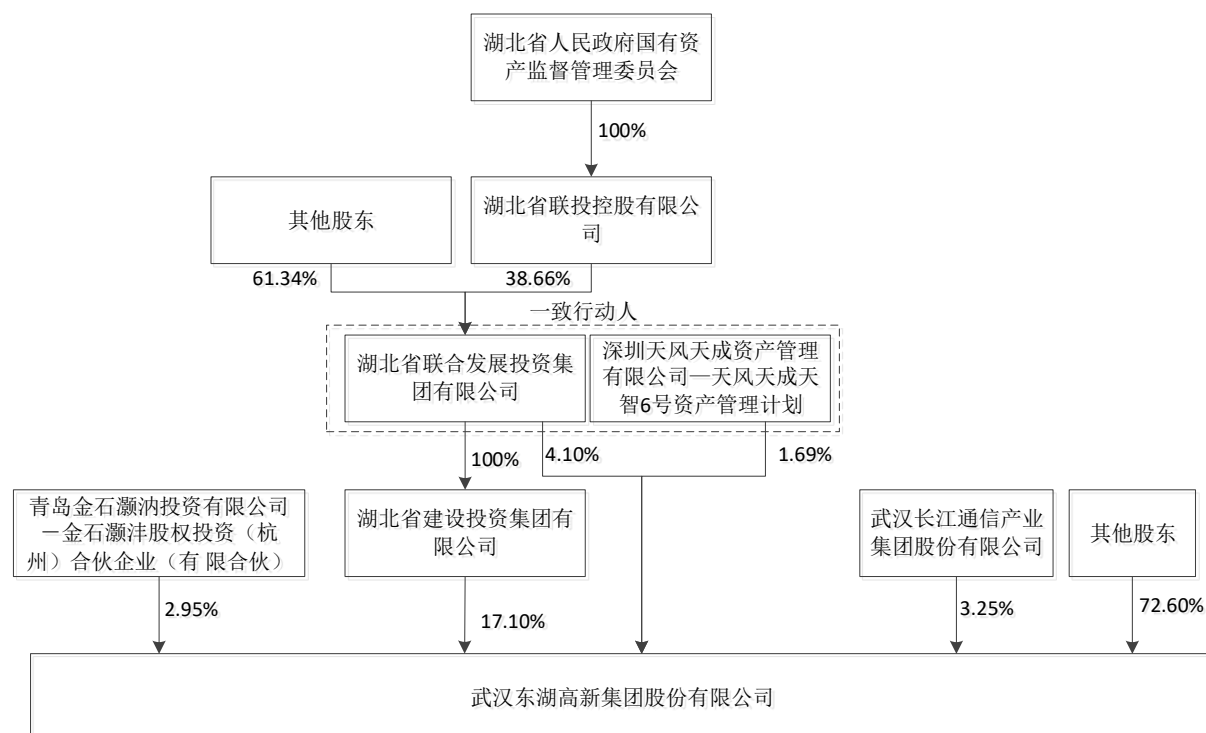 湖北省人民政府国有资
产监督管理委员会
100%
其他股东
湖北省联投控股有限公
司
61.34%
38.66%
一致行动人
湖北省联合发展投资集
团有限公司
深圳天风天成资产管理
有限公司—天风天成天
智6号资产管理计划
100%
4.10%
1.69%
青岛金石灏汭投资有限公司
－金石灏沣股权投资（杭
州）合伙企业（有 限合伙）
湖北省建设投资集团有
限公司
武汉长江通信产业
集团股份有限公司
其他股东
2.95%
17.10%
3.25%
72.60%
武汉东湖高新集团股份有限公司